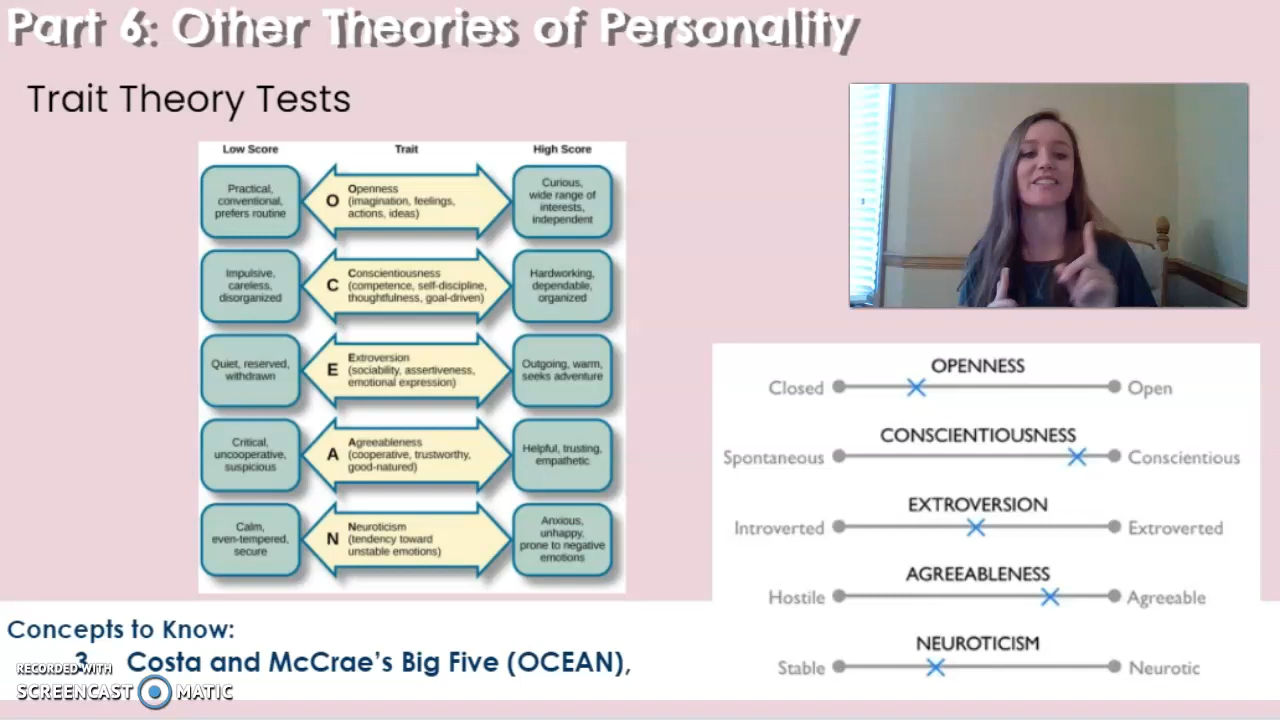 Part 6: Other Theories of Personality
Trait Theory Tests
Low Score
Trait
High Score
Practical,
conventional,
prefers routine
O
Openness
(imagination, feelings,
actions, ideas)
Curious,
wide range of
interests,
independent
Impulsive,
careless,
disorganized
C
Conscientiousness
(competence, self-discipline,
thoughtfulness, goal-driven)
Hardworking,
dependable,
organized
Quiet, reserved,
withdrawn
E
Extroversion
(sociability, assertiveness,
emotional expression)
Outgoing, warm,
seeks adventure
Critical,
uncooperative,
suspicious
A
Agreeableness
(cooperative, trustworthy,
good-natured)
Helpful, trusting,
empathetic
Calm,
even-tempered,
secure
N
Neuroticism
(tendency toward
unstable emotions)
Anxious,
unhappy,
prone to negative
emotions
OPENNESS
Closed
Open
CONSCIENTIOUSNESS
Spontaneous
Conscientious
EXTROVERSION
Introverted
Extroverted
AGREEABLENESS
Hostile
Agreeable
NEUROTICISM
Stable
Neurotic
Concepts to Know:
3. Costa and McCrae's Big Five (OCEAN),
RECORDED WITH
SCREENCAST MATIC